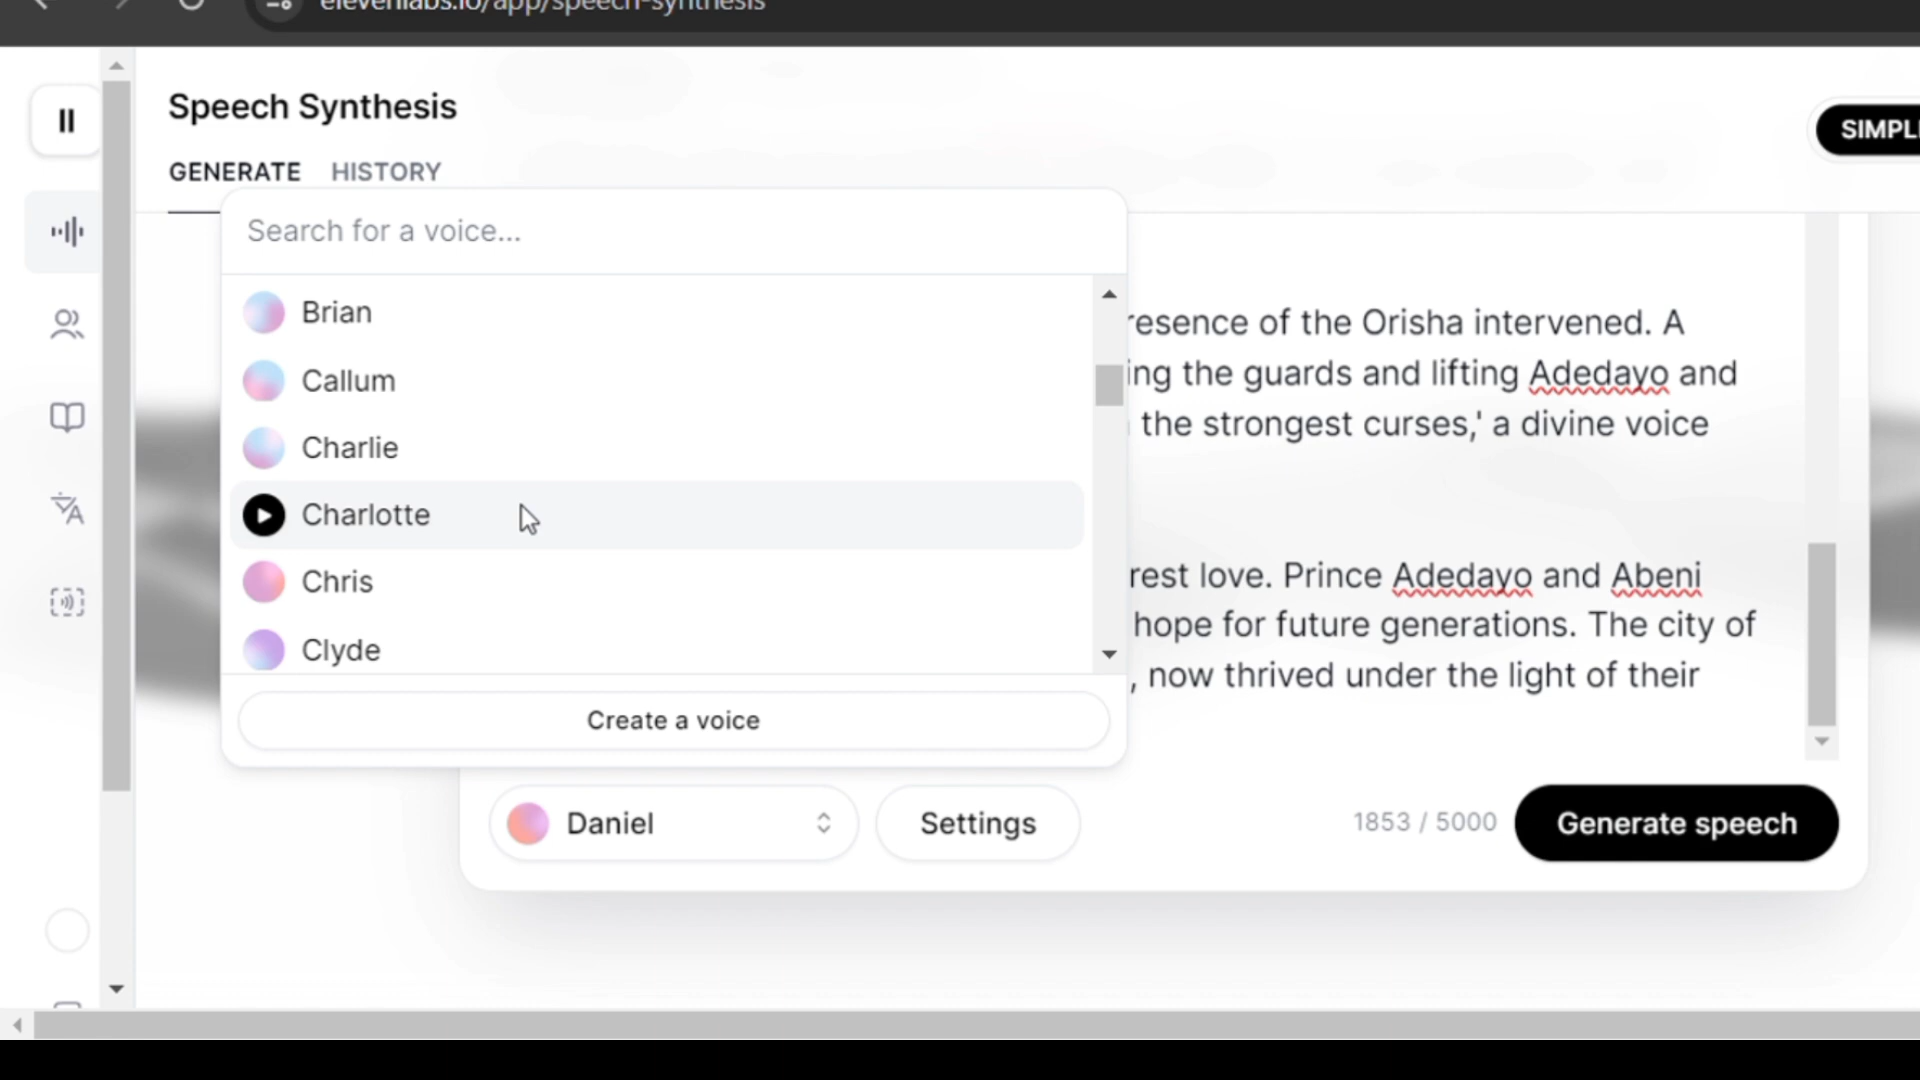 elevenlabs.io/app/speech-synthesis
Speech Synthesis
SIMPL
GENERATE HISTORY
Search for a voice...
Brian
Callum
Charlie
Charlotte
Chris
Clyde
Create a voice
resence of the Orisha intervened. A
ing the guards and lifting Adedayo and
the strongest curses,' a divine voice
rest love. Prince Adedayo and Abeni
hope for future generations. The city of
, now thrived under the light of their
Daniel
Settings
1853 / 5000
Generate speech